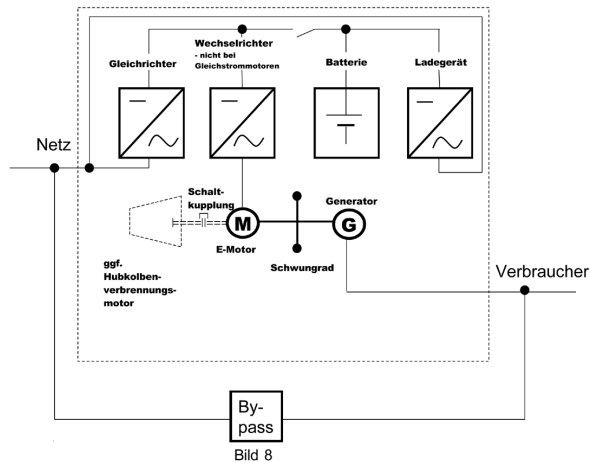 Wechselrichter
- nicht bei
Gleichstrommotoren
Gleichrichter
Batterie
Ladegerät
Netz
Schalt-
kupplung
Generator
M
G
E-Motor
Schwungrad
ggf.
Hubkolben-
verbrennungs-
motor
Verbraucher
By-
pass
Bild 8